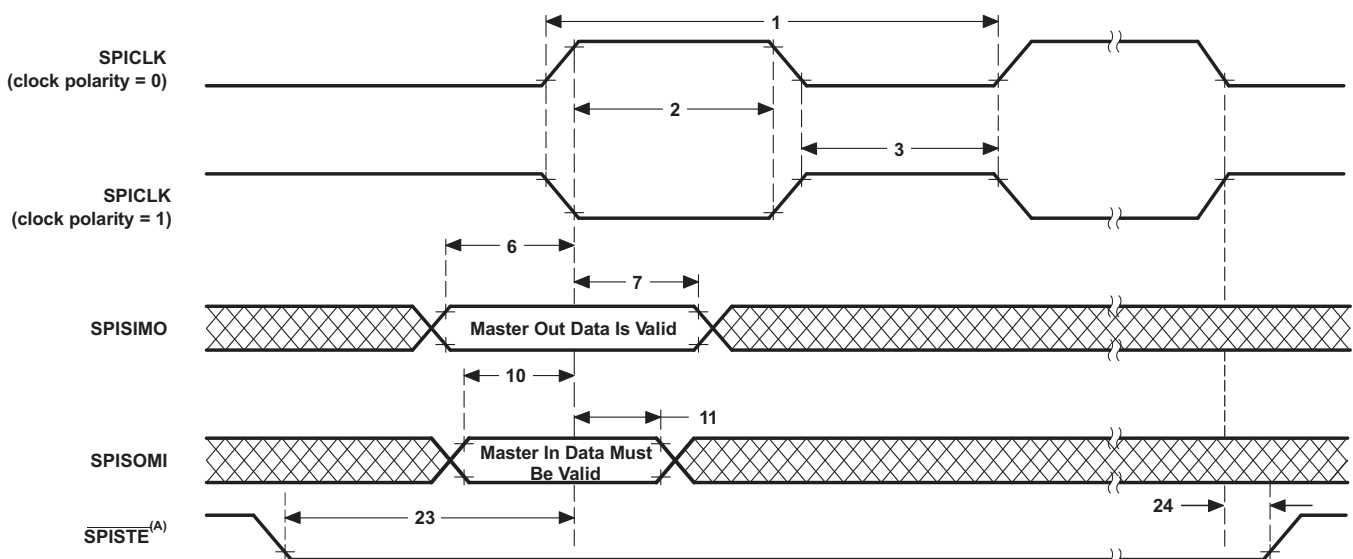 1
SPICLK
(clock polarity = 0)
2
3
SPICLK
(clock polarity = 1)
6
7
SPISIMO
Master Out Data Is Valid
10
11
SPISOMI
Master In Data Must
Be Valid
23
24
SPISTE(A)